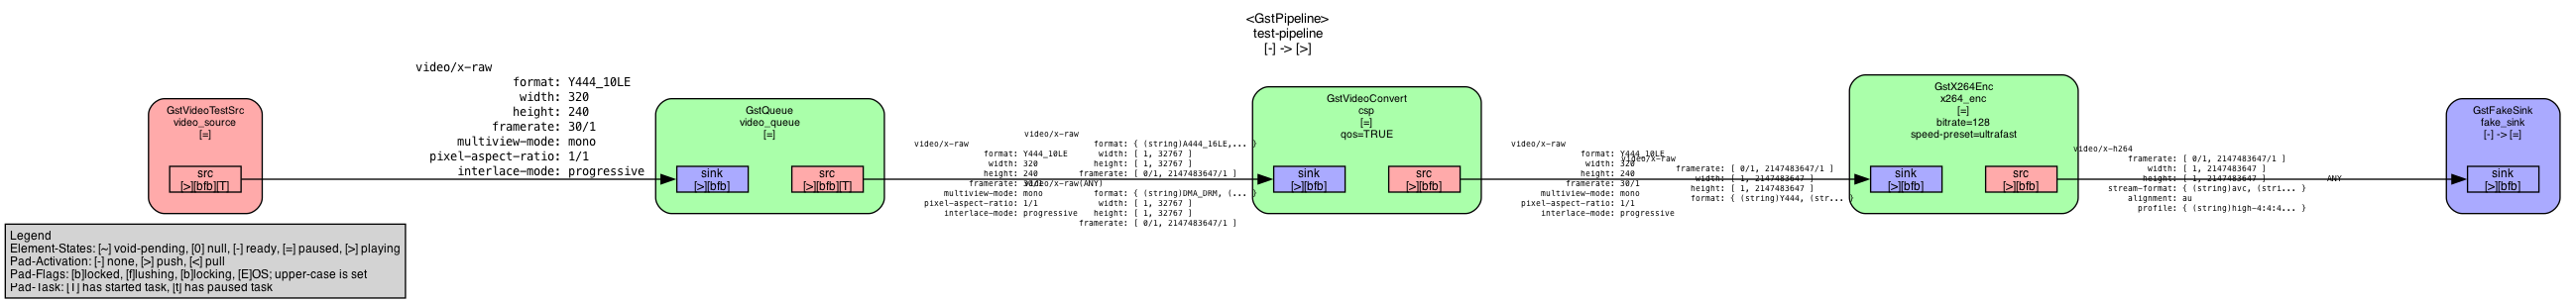 <GstPipeline>
test-pipeline
[-] -> [>]
GstVideoTestSrc
video_source
[=]
src
[>][bfb][T]
video/x-raw
format: Y444_10LE
width: 320
height: 240
framerate: 30/1
multiview-mode: mono
pixel-aspect-ratio: 1/1
interlace-mode: progressive
GstQueue
video_queue
[=]
sink
[>][bfb]
src
[>][bfb][T]
video/x-raw
format: Y444_10LE
width: 320
height: 240
framerate: 30/1
multiview-mode: mono
pixel-aspect-ratio: 1/1
interlace-mode: progressive
video/x-raw
format: { (string)A444_16LE,... }
width: [ 1, 32767 ]
height: [ 1, 32767 ]
framerate: [ 0/1, 2147483647/1 ]
video/x-raw(ANY)
format: { (string)DMA_DRM, (... }
width: [ 1, 32767 ]
height: [ 1, 32767 ]
framerate: [ 0/1, 2147483647/1 ]
GstVideoConvert
csp
[=]
qos=TRUE
sink
[>][bfb]
src
[>][bfb]
video/x-raw
format: Y444_10LE
width: 320
height: 240
framerate: 30/1
multiview-mode: mono
pixel-aspect-ratio: 1/1
interlace-mode: progressive
video/x-raw
framerate: [ 0/1, 2147483647/1 ]
width: [ 1, 2147483647 ]
height: [ 1, 2147483647 ]
format: { (string)Y444, (str... }
GstX264Enc
x264_enc
[=]
bitrate=128
speed-preset=ultrafast
sink
[>][bfb]
src
[>][bfb]
video/x-h264
framerate: [ 0/1, 2147483647/1 ]
width: [ 1, 2147483647 ]
height: [ 1, 2147483647 ]
stream-format: { (string)avc, (stri... }
alignment: au
profile: { (string)high-4:4:4... }
ANY
GstFakeSink
fake_sink
[-] -> [=]
sink
[>][bfb]
Legend
Element-States: [~] void-pending, [0] null, [-] ready, [=] paused, [>] playing
Pad-Activation: [-] none, [>] push, [<] pull
Pad-Flags: [b]locked, [f]lushing, [b]locking, [E]OS; upper-case is set
Pad-Task: [T] has started task, [t] has paused task